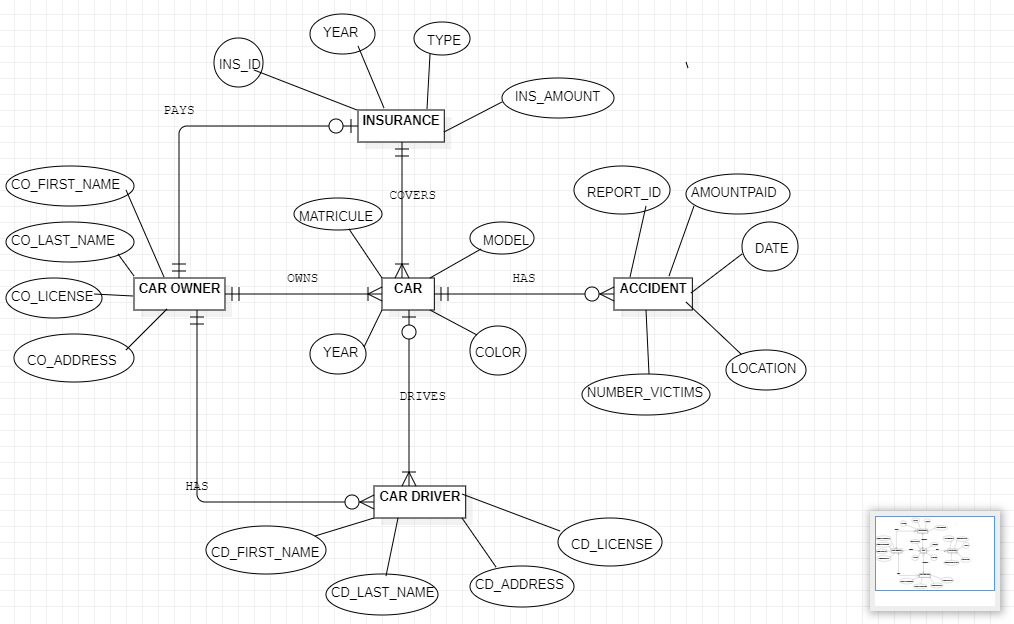 YEAR
TYPE
INS_ID
INS_AMOUNT
PAYS
INSURANCE
COVERS
CO_FIRST_NAME
REPORT_ID
AMOUNTPAID
MATRICULE
CO_LAST_NAME
MODEL
DATE
OWNS
HAS
CAR OWNER
CAR
ACCIDENT
CO_LICENSE
YEAR
COLOR
CO_ADDRESS
LOCATION
NUMBER_VICTIMS
DRIVES
HAS
CAR DRIVER
CD_FIRST_NAME
CD_LICENSE
CD_LAST_NAME
CD_ADDRESS